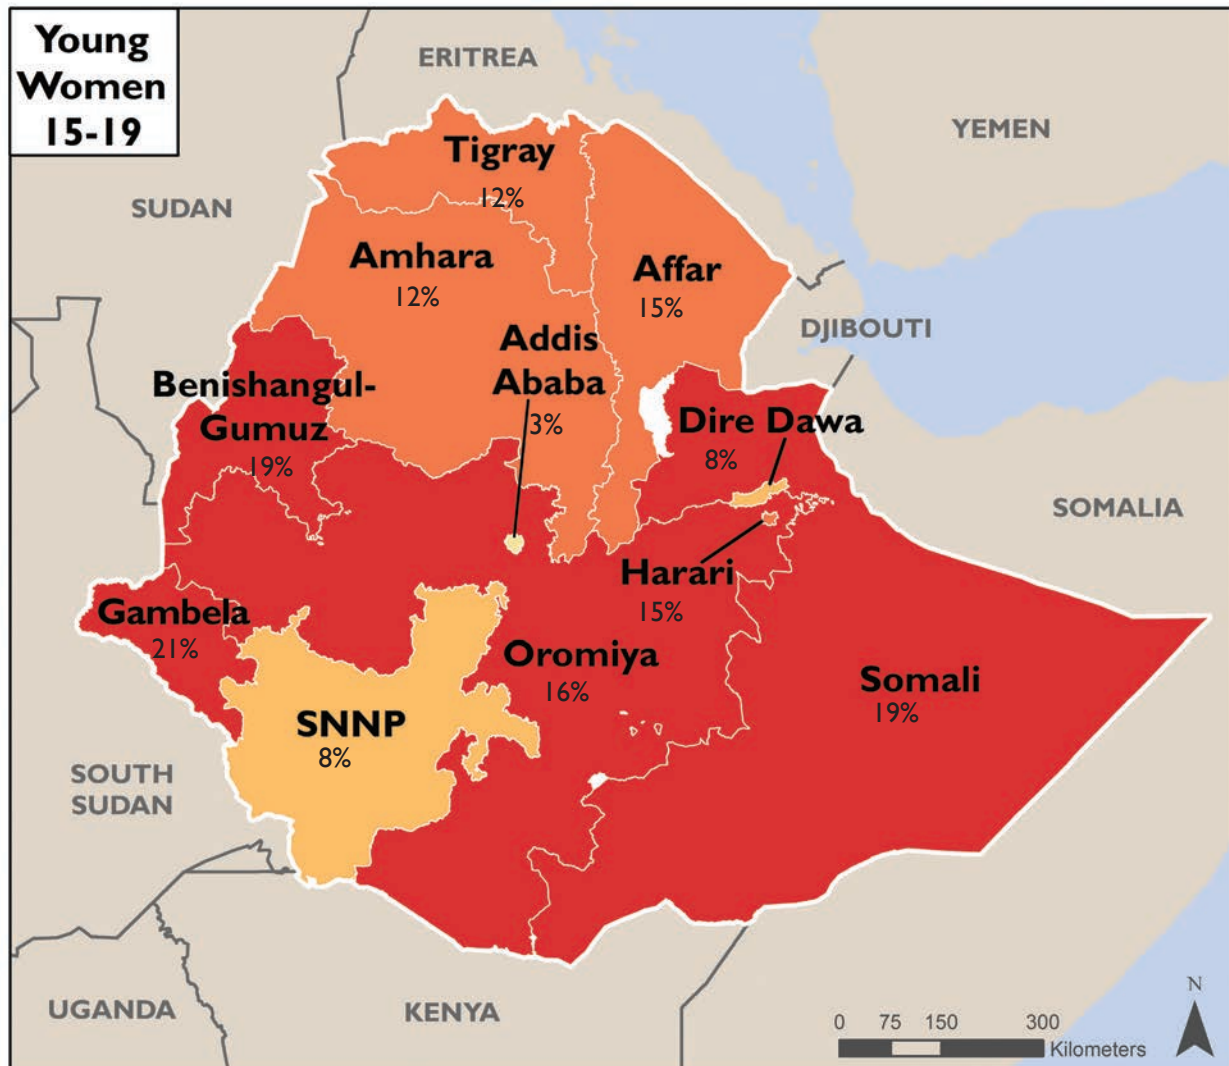 Young
Women
15-19
ERITREA
YEMEN
Tigray
12%
SUDAN
Amhara
12%
Affar
15%
DJIBOUTI
Addis
Ababa
3%
Benishangul-
Gumuz
19%
Dire Dawa
8%
SOMALIA
Harari
15%
Gambela
21%
Oromiya
16%
Somali
19%
SNNP
8%
SOUTH
SUDAN
UGANDA
KENYA
N
0 75 150 300
Kilometers